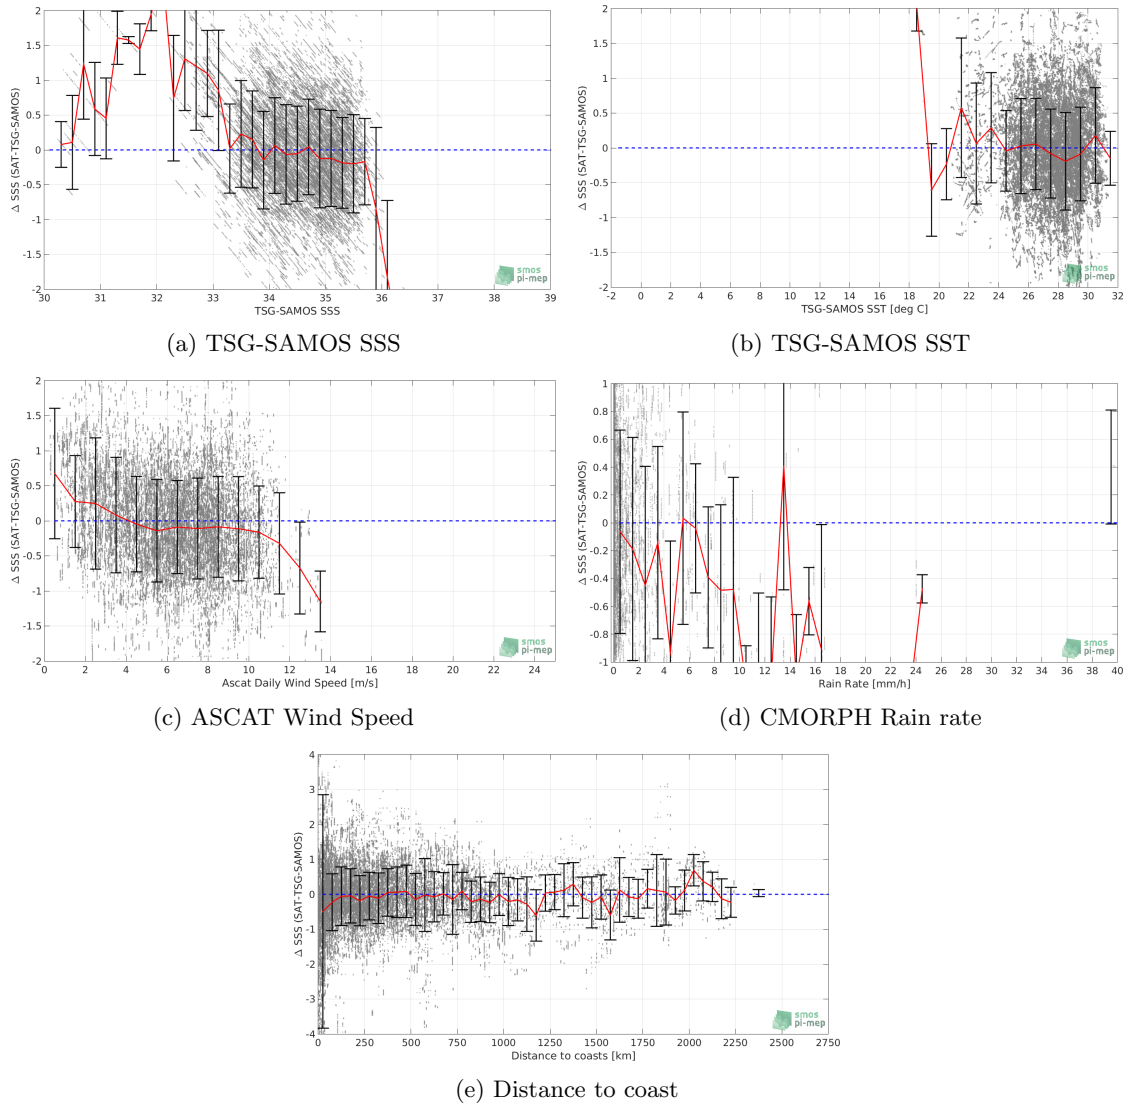 2
1.5
1
0.5
0
-0.5
-1
-1.5
-2
Δ SSS (SAT-TSG-SAMOS)
30 31 32 33 34 35 36 37 38 39
TSG-SAMOS SSS
smos
pi-mep
(a) TSG-SAMOS SSS
2
1.5
1
0.5
0
-0.5
-1
-1.5
-2
Δ SSS (SAT-TSG-SAMOS)
-2 0 2 4 6 8 10 12 14 16 18 20 22 24 26 28 30 32
TSG-SAMOS SST [deg C]
smos
pi-mep
(b) TSG-SAMOS SST
2
1.5
1
0.5
0
-0.5
-1
-1.5
-2
Δ SSS (SAT-TSG-SAMOS)
0 2 4 6 8 10 12 14 16 18 20 22 24
Ascat Daily Wind Speed [m/s]
smos
pi-mep
(c) ASCAT Wind Speed
1
0.8
0.6
0.4
0.2
0
-0.2
-0.4
-0.6
-0.8
-1
Δ SSS (SAT-TSG-SAMOS)
0 2 4 6 8 10 12 14 16 18 20 22 24 26 28 30 32 34 36 38 40
Rain Rate [mm/h]
smos
pi-mep
(d) CMORPH Rain rate
4
3
2
1
0
-1
-2
-3
-4
Δ SSS (SAT-TSG-SAMOS)
0 250 500 750 1000 1250 1500 1750 2000 2250 2500 2750
Distance to coasts [km]
smos
pi-mep
(e) Distance to coast